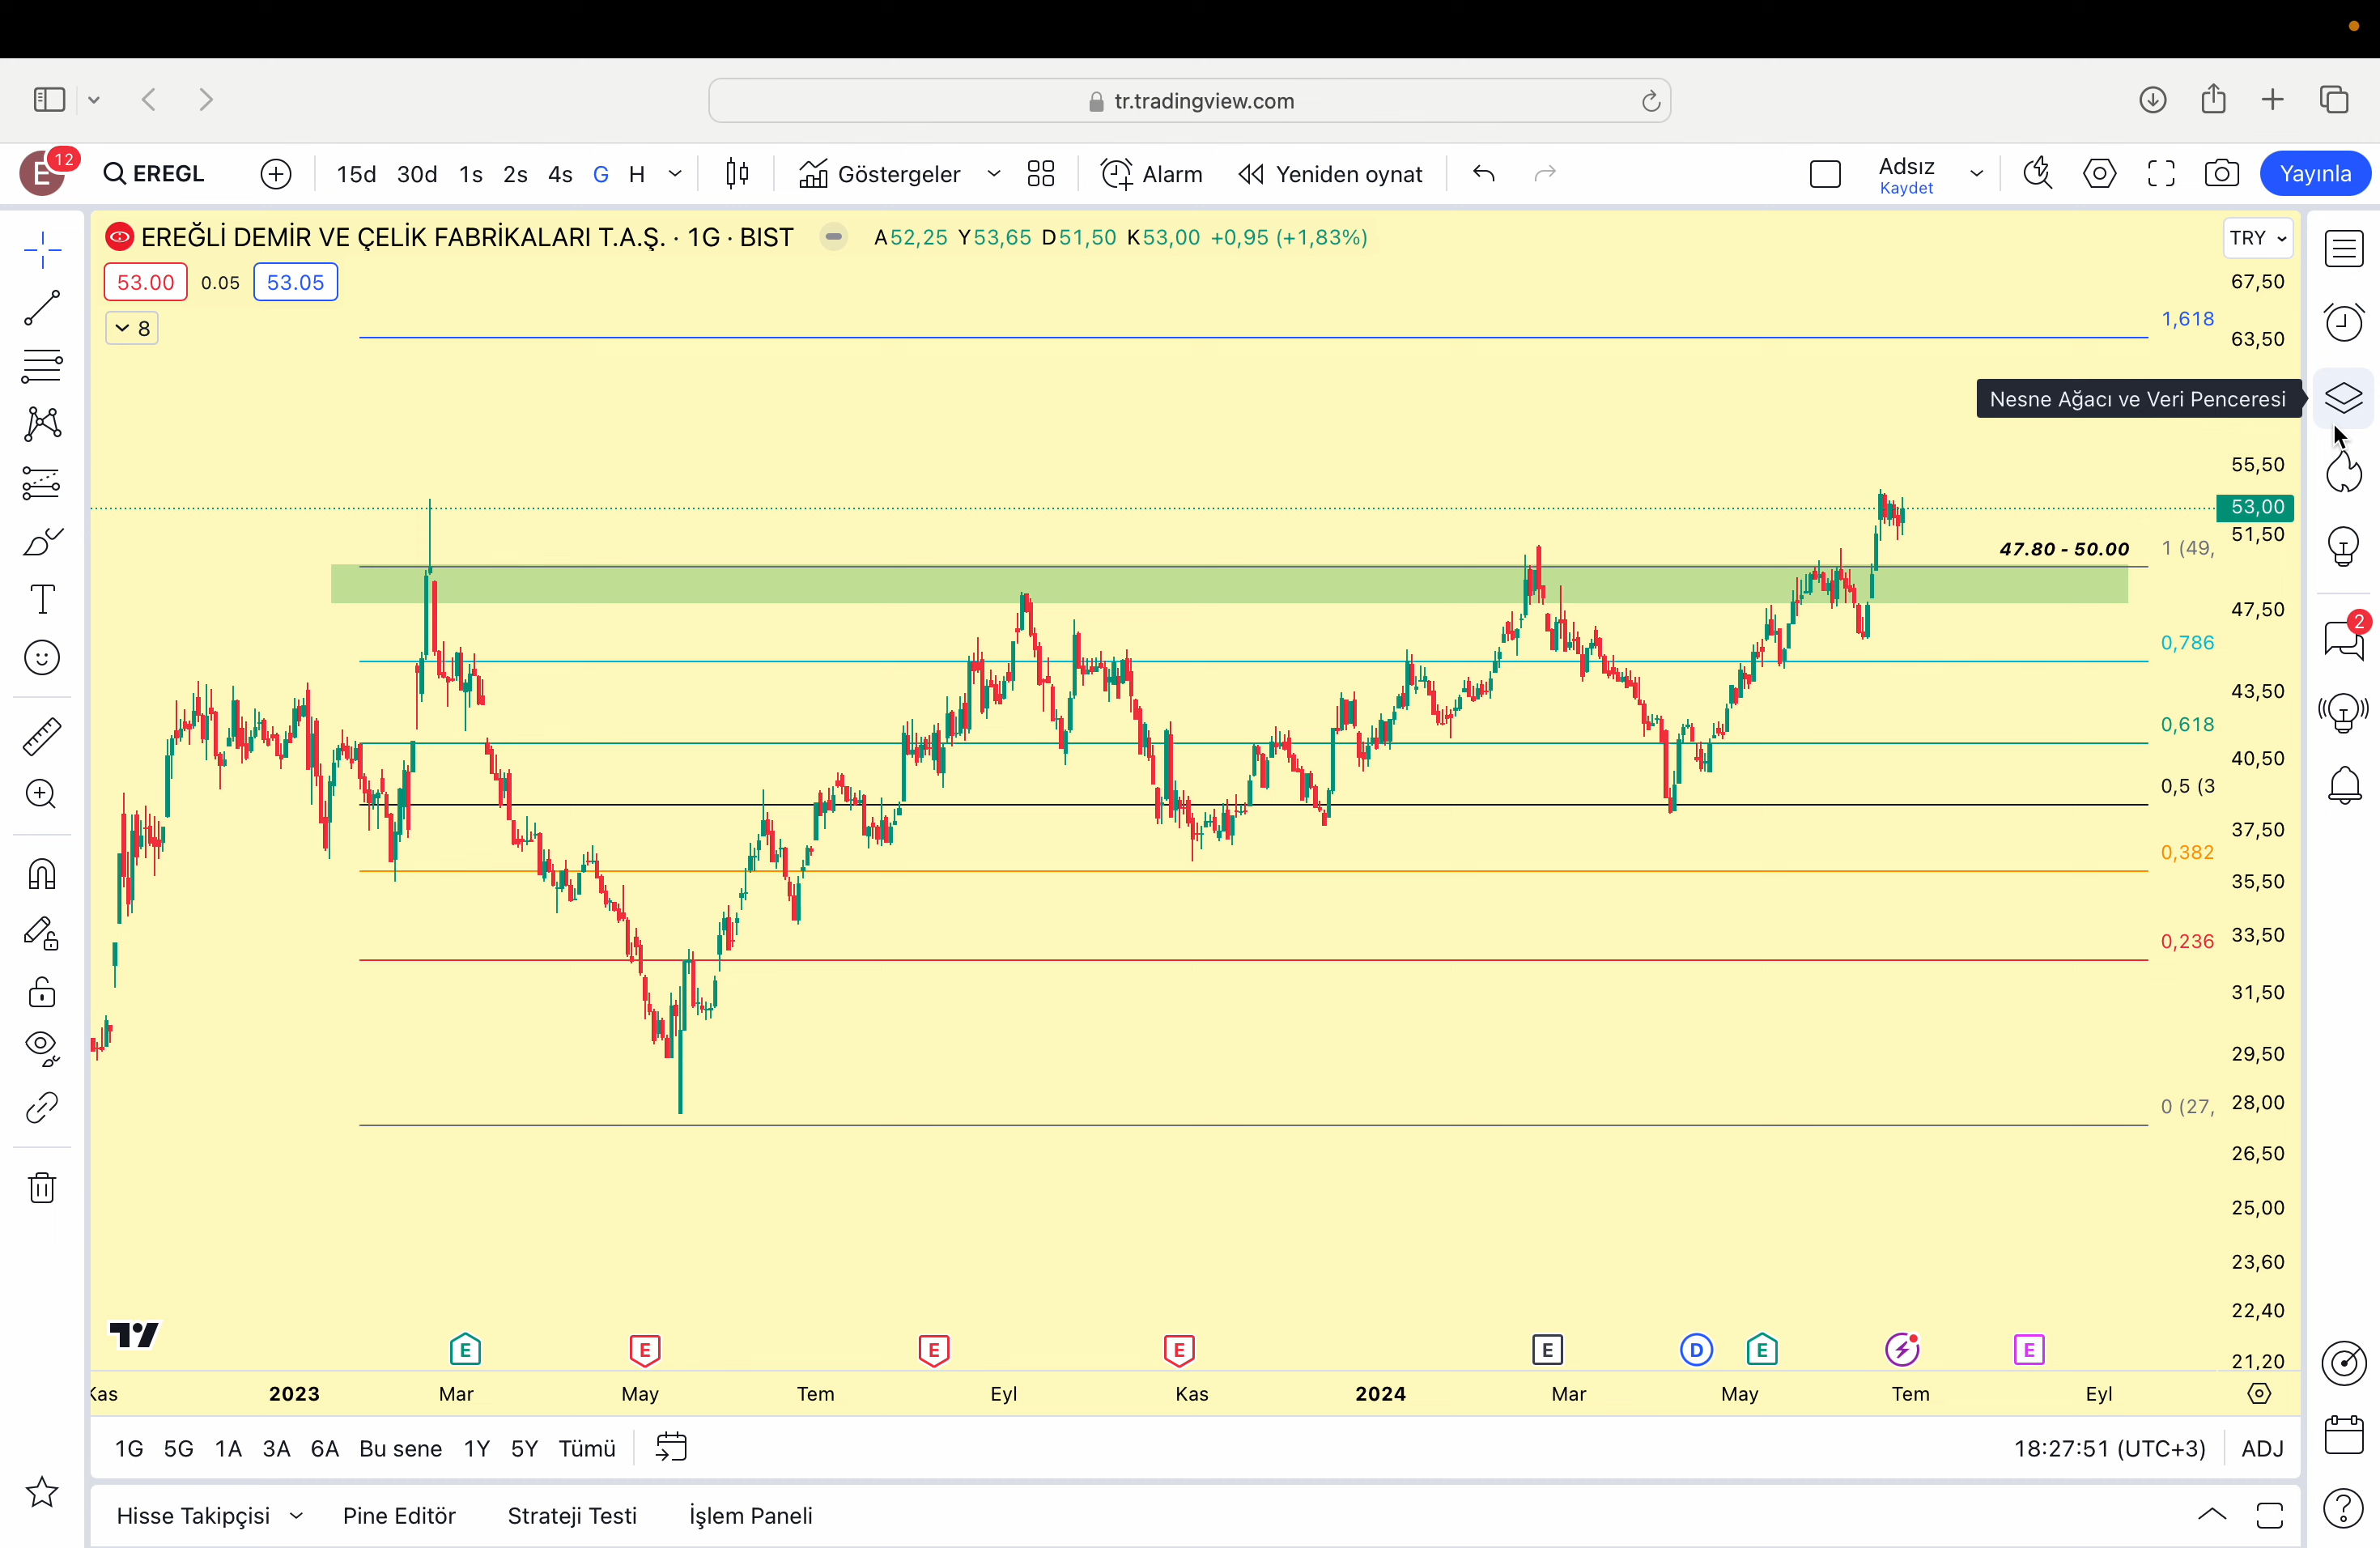 tr.tradingview.com
E 12
EREGL
15d 30d 1s 2s 4s G H
Göstergeler
Alarm
Yeniden oynat
Adsız
Kaydet
Yayınla
EREĞLİ DEMİR VE ÇELİK FABRİKALARI T.A.Ş. · 1G · BIST
A52,25 Y53,65 D51,50 K53,00 +0,95 (+1,83%)
TRY
53.00 0.05 53.05
8
67,50
1,618
63,50
Nesne Ağacı ve Veri Penceresi
55,50
53,00
51,50
47.80 - 50.00
1 (49,
47,50
2
0,786
43,50
0,618
40,50
0,5 (3
37,50
0,382
35,50
0,236
33,50
31,50
29,50
0 (27,
28,00
26,50
25,00
23,60
22,40
21,20
E E E E E D E E
Kas 2023 Mar May Tem Eyl Kas 2024 Mar May Tem Eyl
1G 5G 1A 3A 6A Bu sene 1Y 5Y Tümü
18:27:51 (UTC+3) ADJ
Hisse Takipçisi Pine Editör Strateji Testi İşlem Paneli